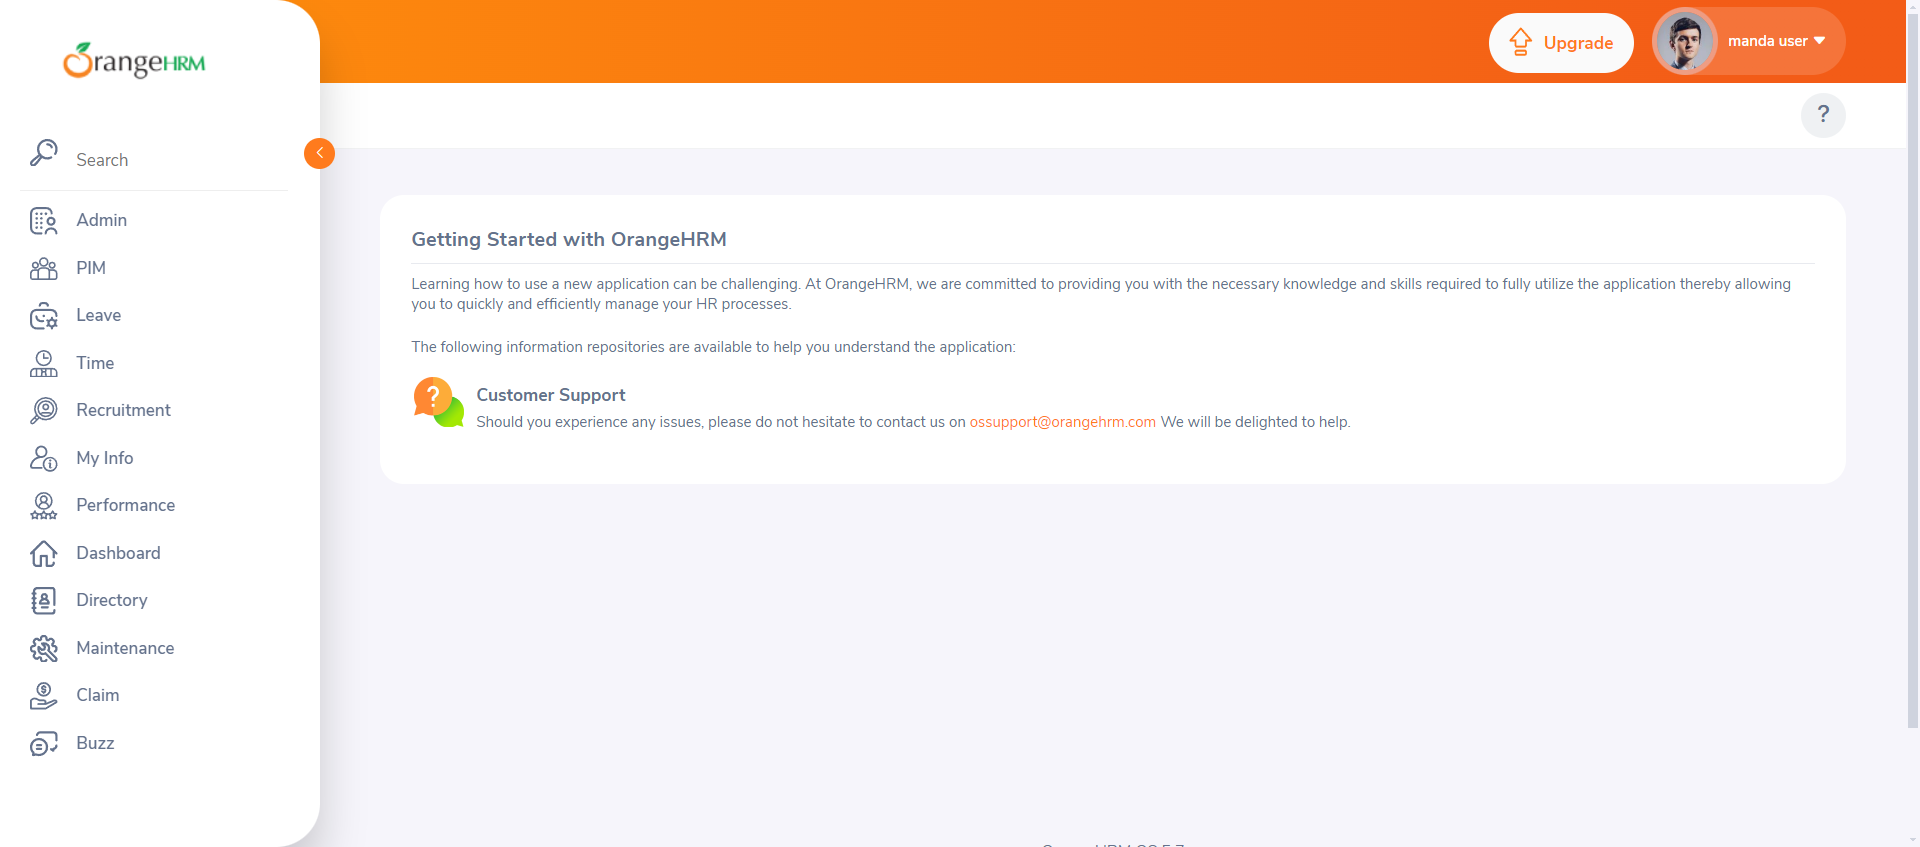 OrangeHRM
Upgrade
manda user
?
Search
Admin
PIM
Leave
Time
Recruitment
My Info
Performance
Dashboard
Directory
Maintenance
Claim
Buzz
Getting Started with OrangeHRM
Learning how to use a new application can be challenging. At OrangeHRM, we are committed to providing you with the necessary knowledge and skills required to fully utilize the application thereby allowing
you to quickly and efficiently manage your HR processes.
The following information repositories are available to help you understand the application:
?
Customer Support
Should you experience any issues, please do not hesitate to contact us on ossupport@orangehrm.com We will be delighted to help.